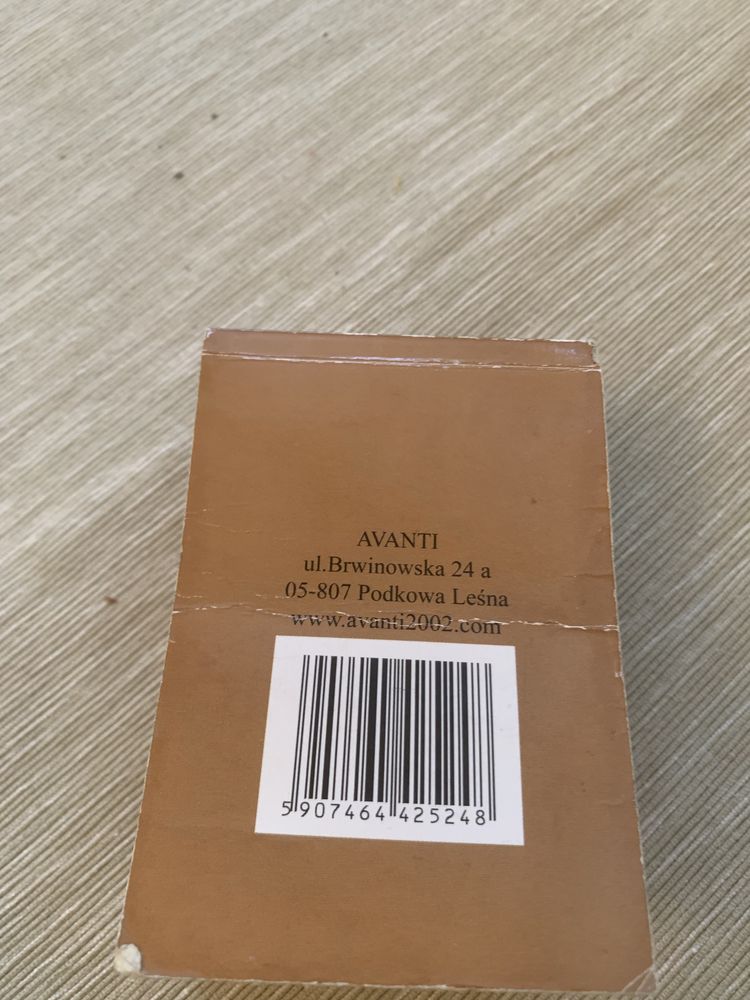 AVANTI
ul.Brwinowska 24 a
05-807 Podkowa Leśna
www.avanti2002.com
5 907464 425248